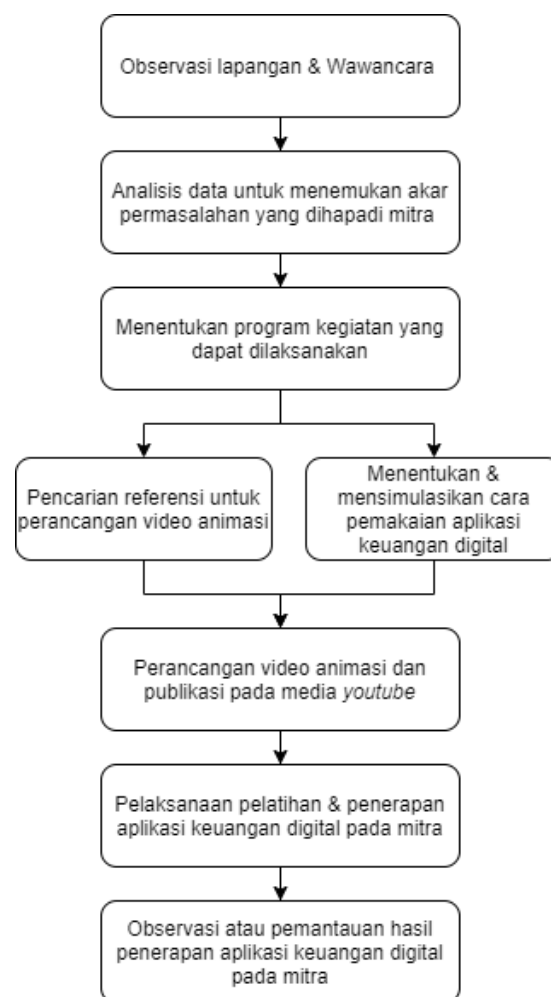 Observasi lapangan & Wawancara
Analisis data untuk menemukan akar
permasalahan yang dihapadi mitra
Menentukan program kegiatan yang
dapat dilaksanakan
Pencarian referensi untuk
perancangan video animasi
Menentukan &
mensimulasikan cara
pemakaian aplikasi
keuangan digital
Perancangan video animasi dan
publikasi pada media youtube
Pelaksanaan pelatihan & penerapan
aplikasi keuangan digital pada mitra
Observasi atau pemantauan hasil
penerapan aplikasi keuangan digital
pada mitra